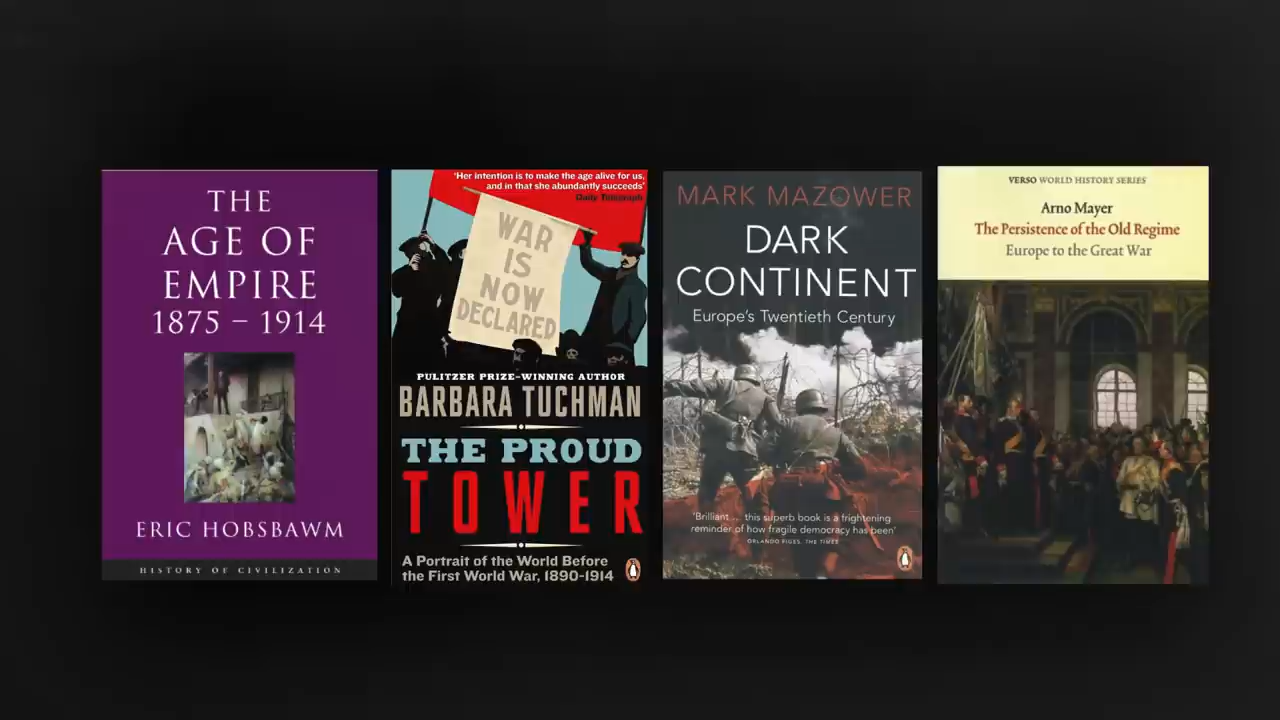 THE
AGE OF
EMPIRE
1875 – 1914
ERIC HOBSBAWM
HISTORY OF CIVILIZATION
'Her intention is to make the age alive for us,
and in that she abundantly succeeds'
Daily Telegraph
WAR
IS
NOW
DECLARED
PULITZER PRIZE-WINNING AUTHOR
BARBARA TUCHMAN
THE PROUD
TOWER
A Portrait of the World Before
the First World War, 1890-1914
MARK MAZOWER
DARK
CONTINENT
Europe's Twentieth Century
'Brilliant ... this superb book is a frightening
reminder of how fragile democracy has been'
ORLANDO FIGES, THE TIMES
VERSO WORLD HISTORY SERIES
Arno Mayer
The Persistence of the Old Regime
Europe to the Great War